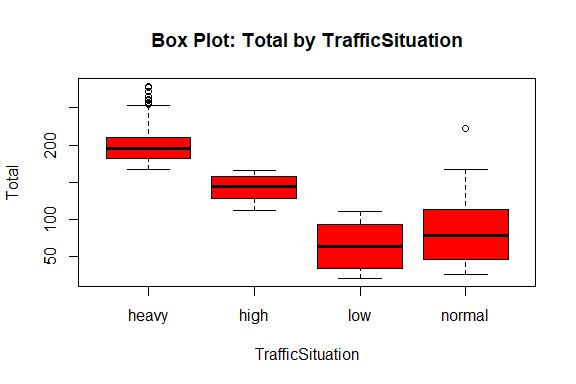 Box Plot: Total by TrafficSituation
Total
200
100
50
heavy
high
low
normal
TrafficSituation